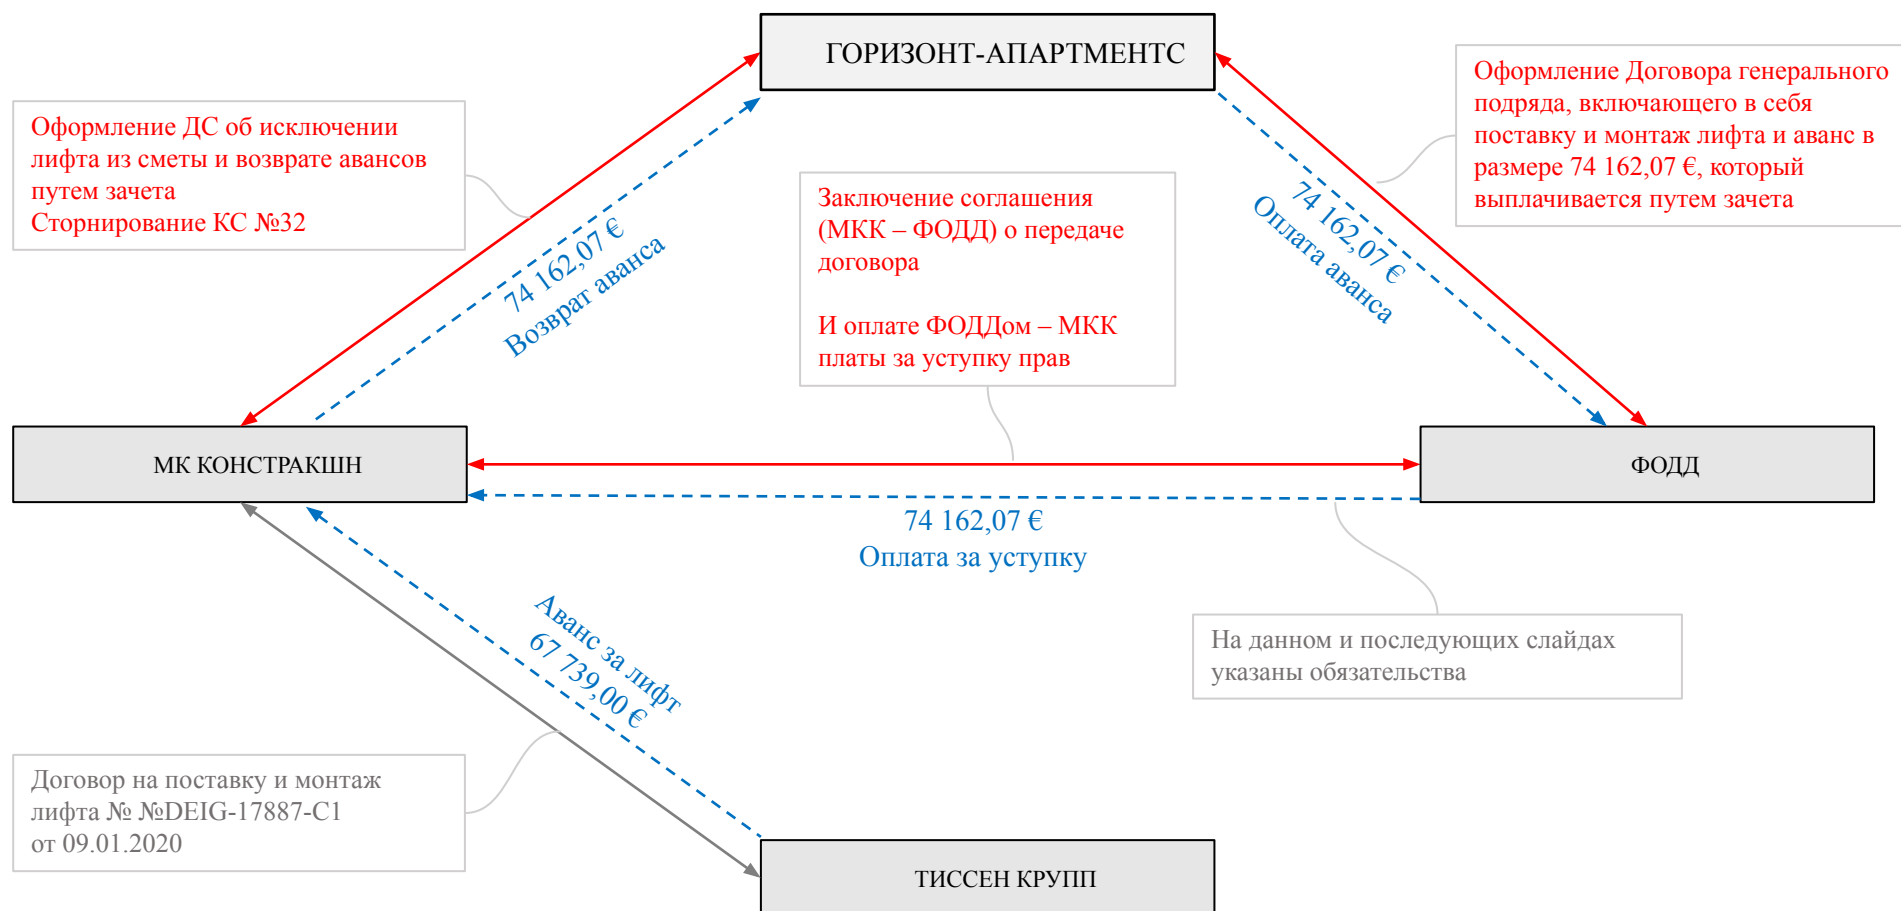 ГОРИЗОНТ-АПАРТМЕНТС
Оформление ДС об исключении
лифта из сметы и возврате авансов
путем зачета
Сторнирование КС №32
Оформление Договора генерального
подряда, включающего в себя
поставку и монтаж лифта и аванс в
размере 74 162,07 €, который
выплачивается путем зачета
Заключение соглашения
(МКК – ФОДД) о передаче
договора
И оплате ФОДДом – МКК
платы за уступку прав
74 162,07 €
Возврат аванса
74 162,07 €
Оплата аванса
МК КОНСТРАКШН
ФОДД
74 162,07 €
Оплата за уступку
Аванс за лифт
67 739,00 €
На данном и последующих слайдах
указаны обязательства
Договор на поставку и монтаж
лифта № №DEIG-17887-C1
от 09.01.2020
ТИССЕН КРУПП